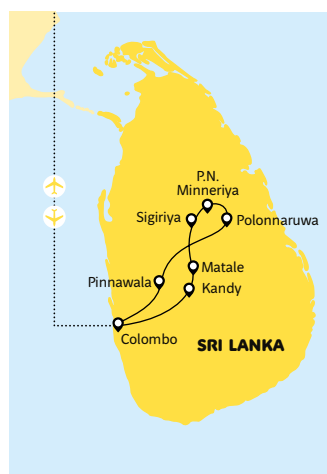 P.N.
Minneriya
Sigiriya
Polonnaruwa
Matale
Pinnawala
Kandy
Colombo
SRI LANKA